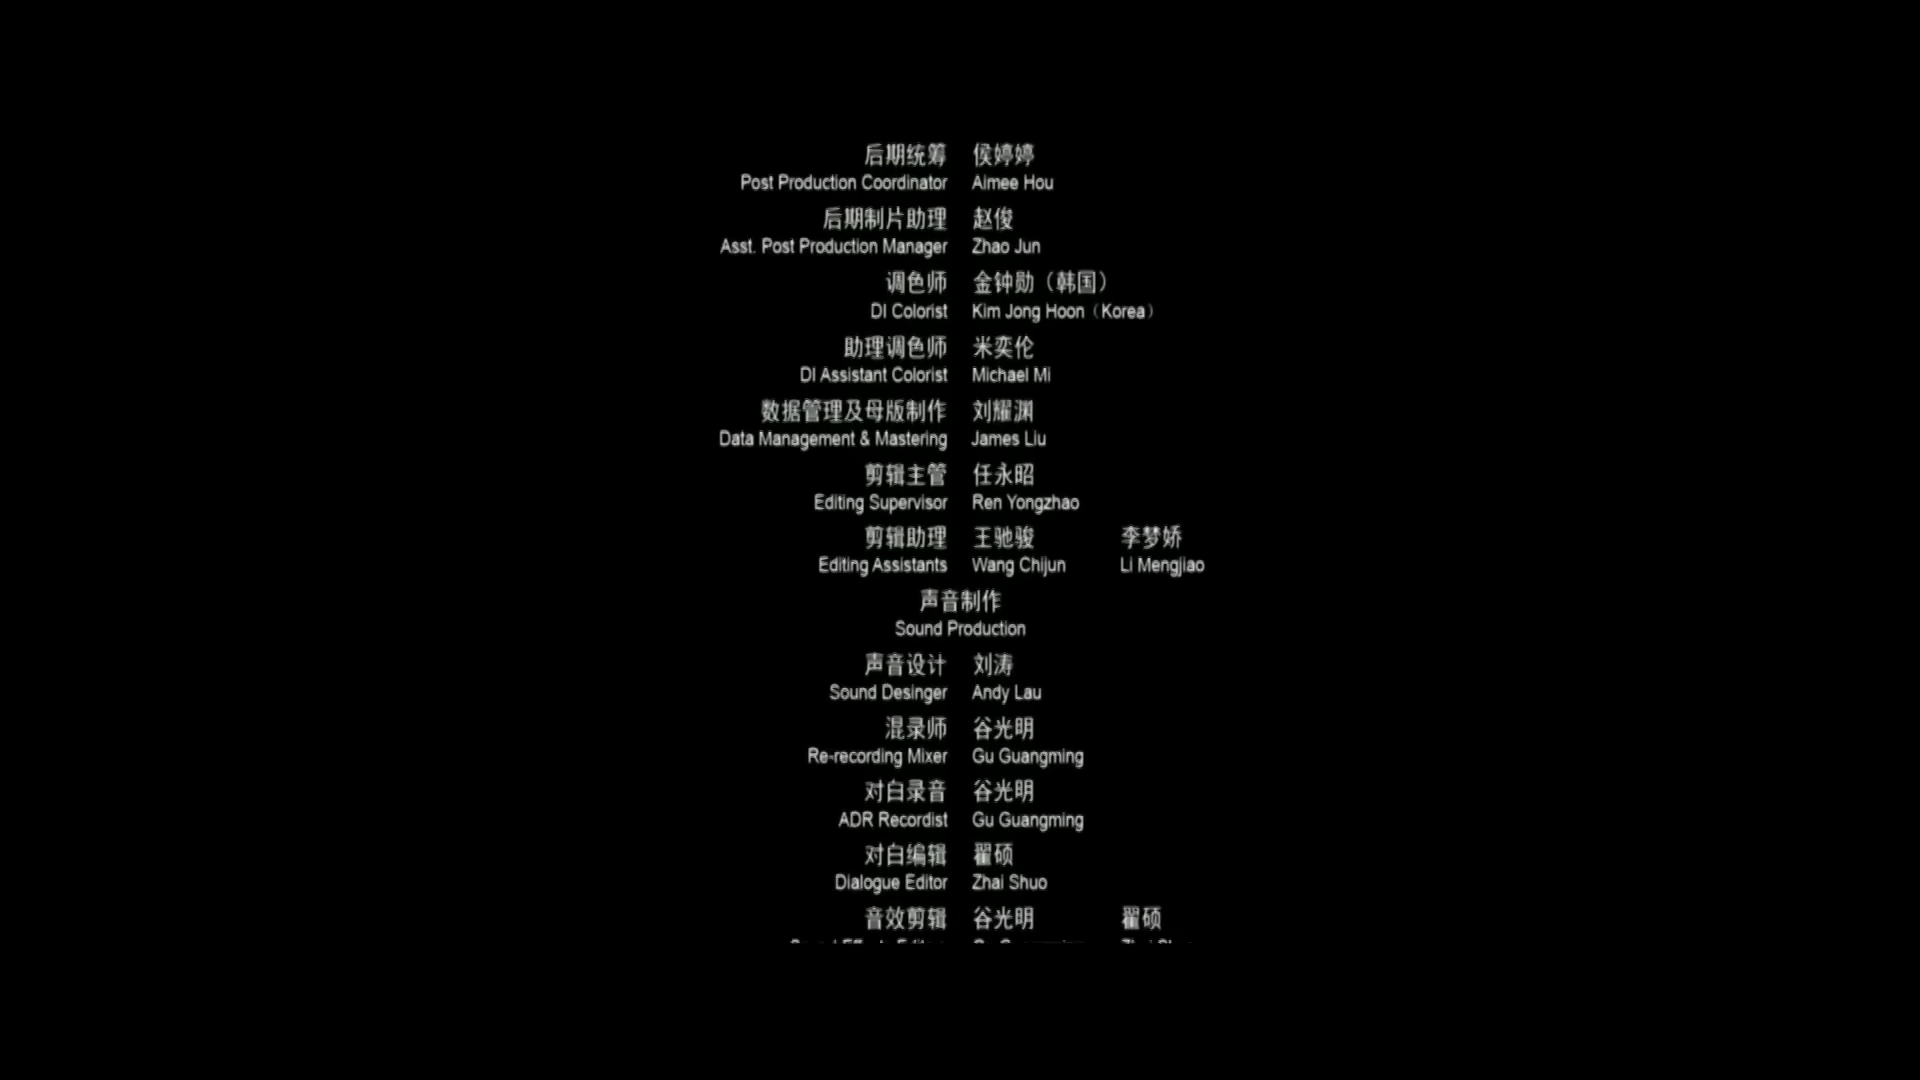 后期统筹 侯婷婷
Post Production Coordinator Aimee Hou
后期制片助理 赵俊
Asst. Post Production Manager Zhao Jun
调色师 金钟勋（韩国）
DI Colorist Kim Jong Hoon（Korea）
助理调色师 米奕伦
DI Assistant Colorist Michael Mi
数据管理及母版制作 刘耀渊
Data Management & Mastering James Liu
剪辑主管 任永昭
Editing Supervisor Ren Yongzhao
剪辑助理 王驰骏 李梦娇
Editing Assistants Wang Chijun Li Mengjiao
声音制作
Sound Production
声音设计 刘涛
Sound Desinger Andy Lau
混录师 谷光明
Re-recording Mixer Gu Guangming
对白录音 谷光明
ADR Recordist Gu Guangming
对白编辑 翟硕
Dialogue Editor Zhai Shuo
音效剪辑 谷光明 翟硕